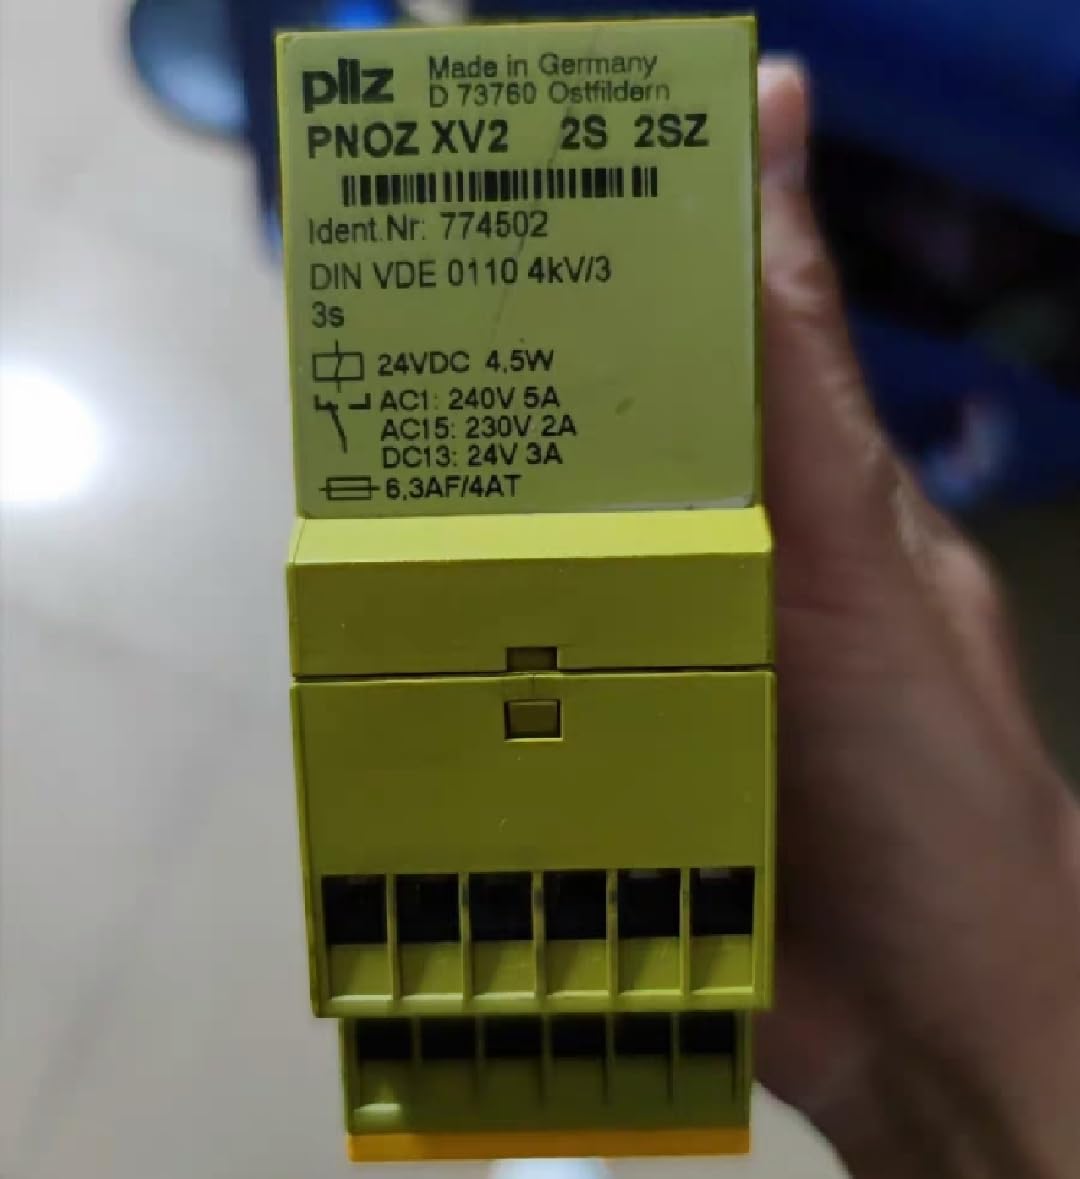 pilz Made in Germany
D 73760 Ostfildern
PNOZ XV2 2S 2SZ
Ident.Nr: 774502
DIN VDE 0110 4kV/3
3s
24VDC 4,5W
AC1: 240V 5A
AC15: 230V 2A
DC13: 24V 3A
6,3AF/4AT